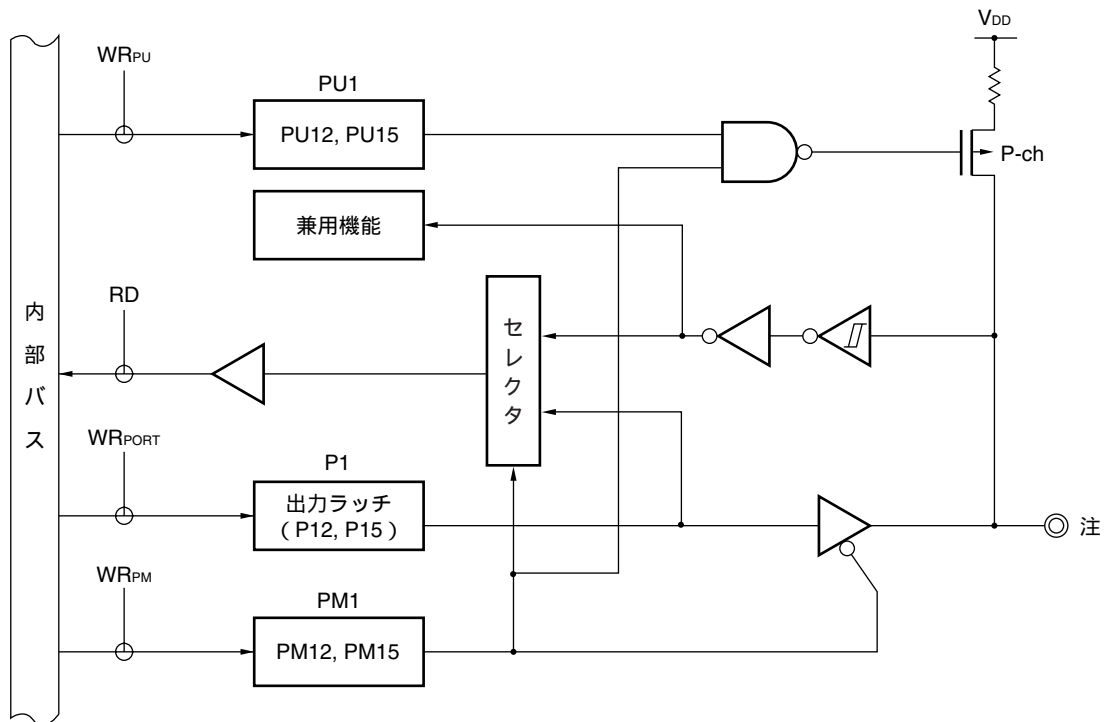 VDD
WRPU
PU1
PU12, PU15
P-ch
兼用機能
RD
セレクタ
内部バス
WRPORT
P1
出力ラッチ
( P12, P15 )
注
WRPM
PM1
PM12, PM15